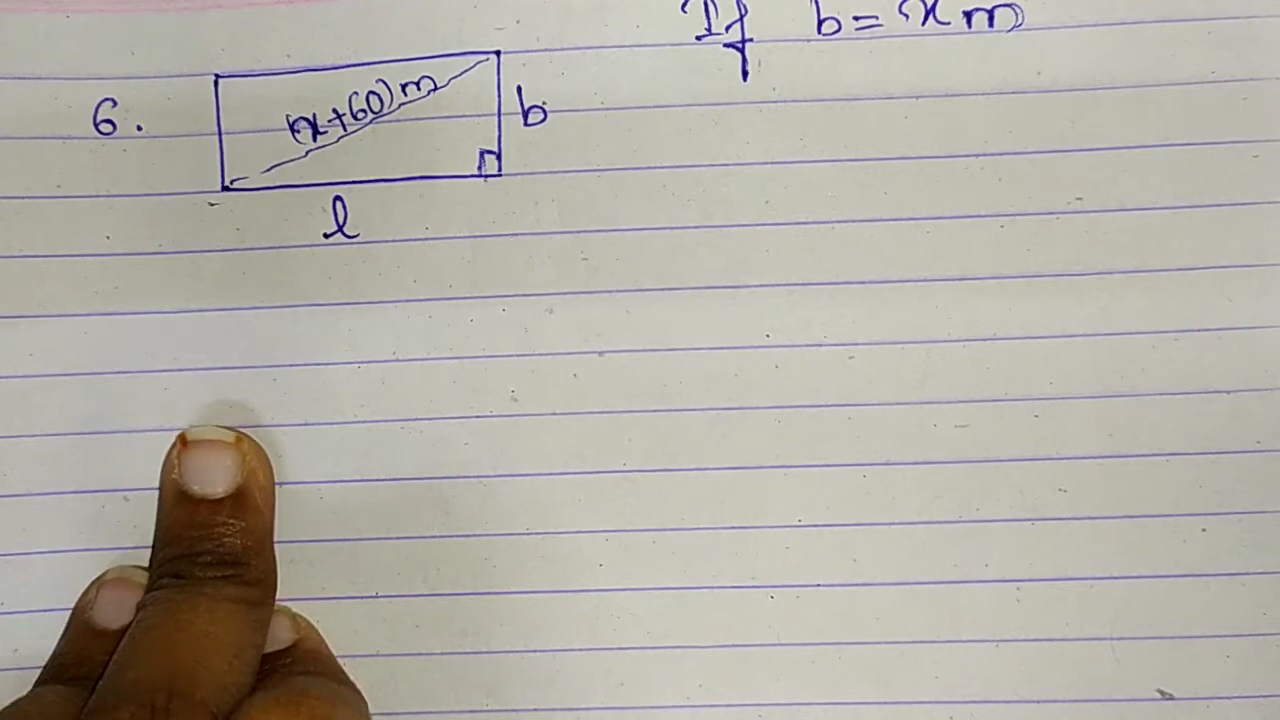 If b = x m
6.
(x+60)m
b
l